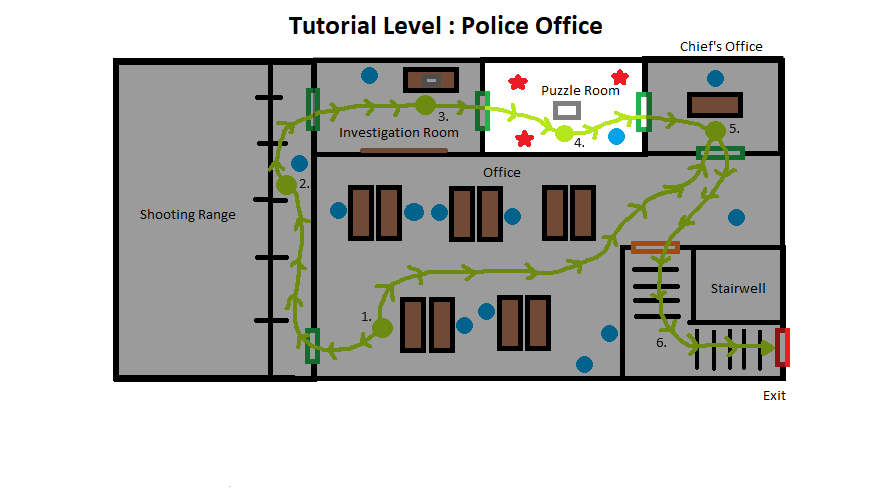 Tutorial Level : Police Office
Chief's Office
Puzzle Room
3.
5.
Investigation Room
4.
Office
2.
Shooting Range
Stairwell
1.
6.
Exit